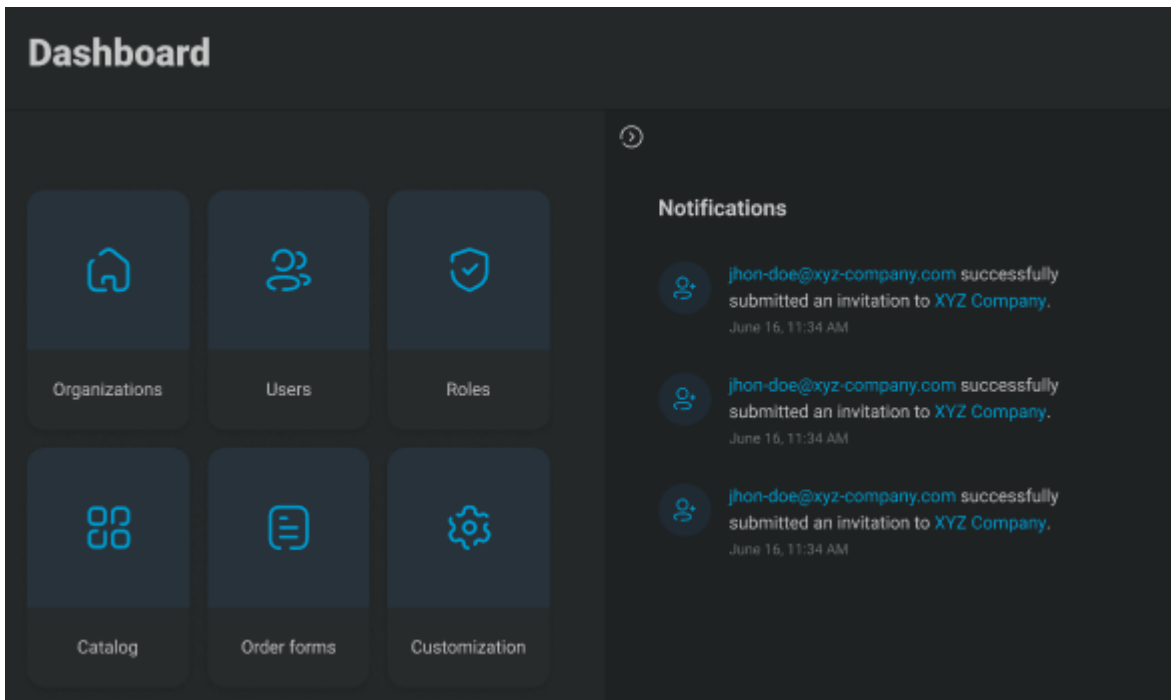 Dashboard
Organizations
Users
Roles
Catalog
Order forms
Customization
Notifications
jhon-doe@xyz-company.com successfully
submitted an invitation to XYZ Company.
June 16, 11:34 AM
jhon-doe@xyz-company.com successfully
submitted an invitation to XYZ Company.
June 16, 11:34 AM
jhon-doe@xyz-company.com successfully
submitted an invitation to XYZ Company.
June 16, 11:34 AM